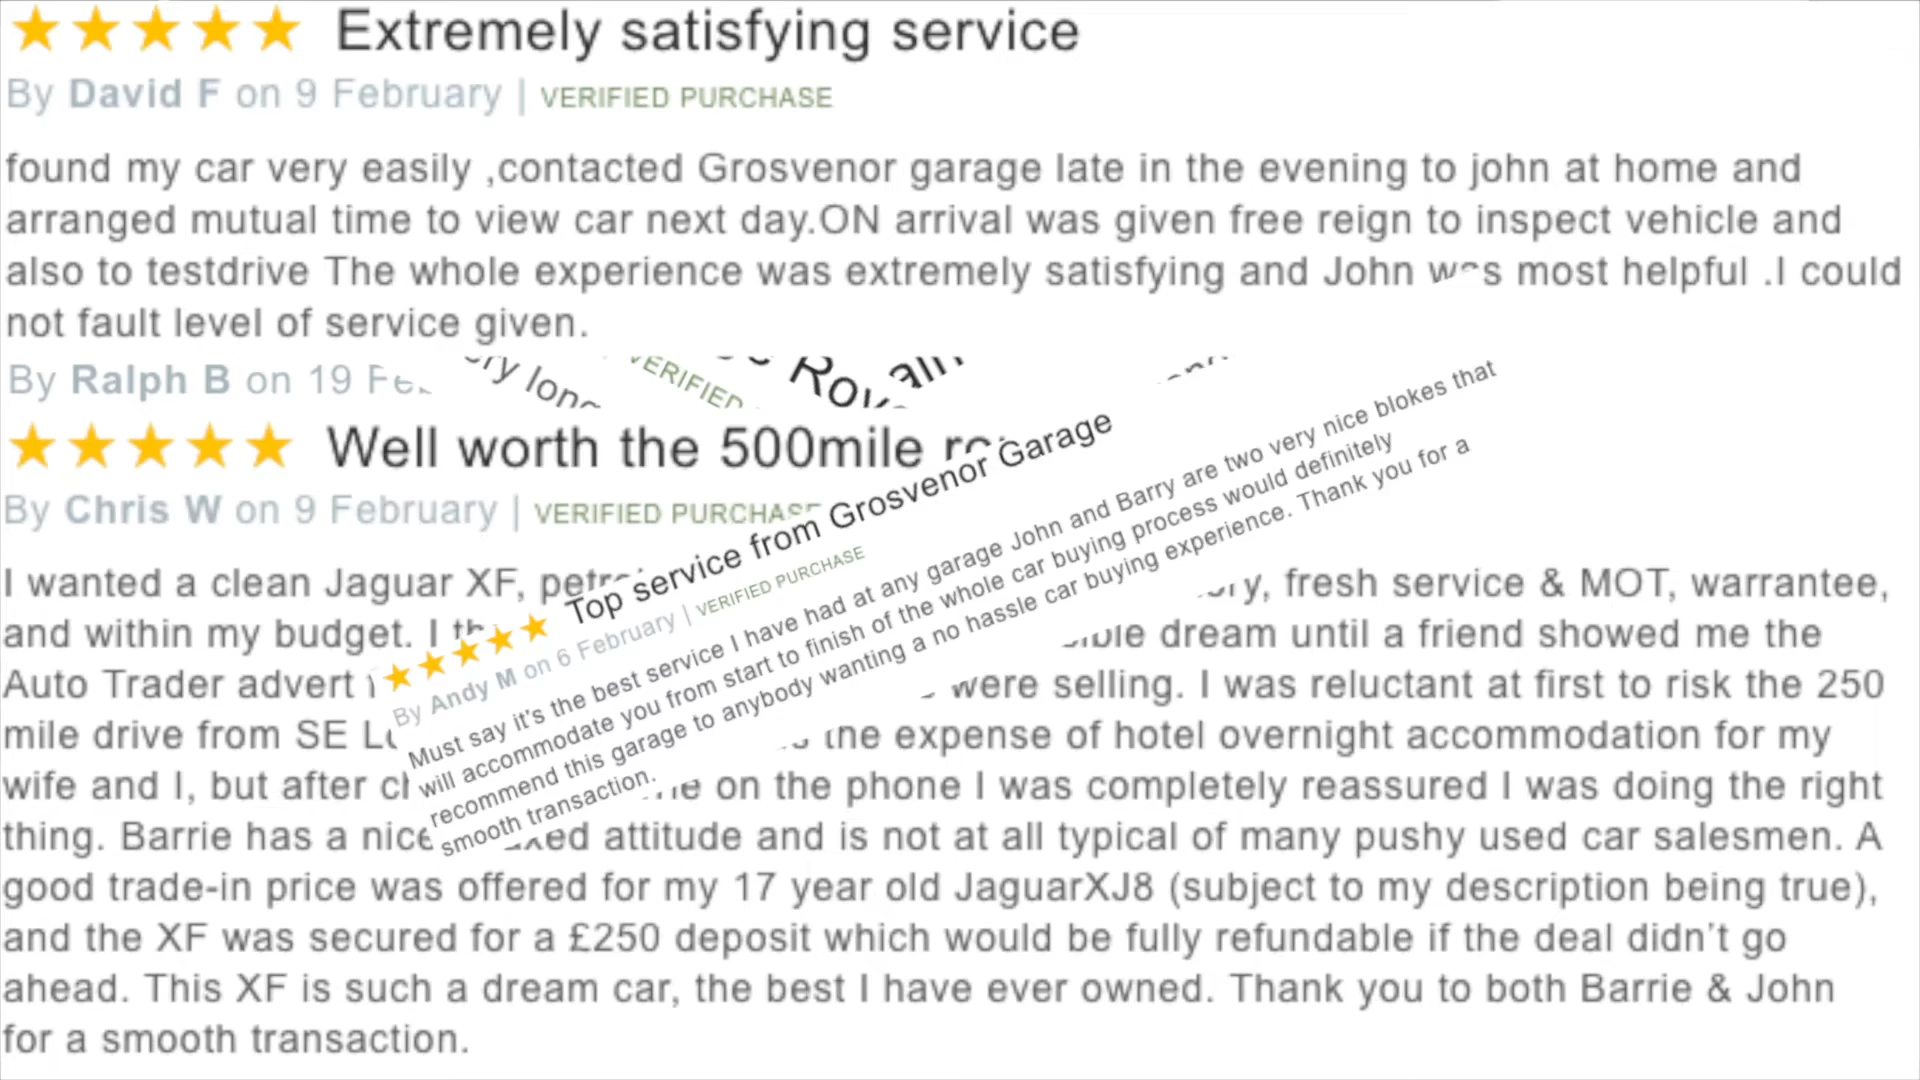 Extremely satisfying service
By David F on 9 February | VERIFIED PURCHASE
found my car very easily ,contacted Grosvenor garage late in the evening to john at home and
arranged mutual time to view car next day.ON arrival was given free reign to inspect vehicle and
also to testdrive The whole experience was extremely satisfying and John was most helpful .I could
not fault level of service given.
By Ralph B on 19
VERIFIED
Well worth the 500mile
By Chris W on 9 February | VERIFIED PURCHASE
I wanted a clean Jaguar XF, fresh service & MOT, warrantee,
and within my budget. I dream until a friend showed me the
Auto Trader advert were selling. I was reluctant at first to risk the 250
mile drive from SE the expense of hotel overnight accommodation for my
wife and I, but after on the phone I was completely reassured I was doing the right
thing. Barrie has a nice attitude and is not at all typical of many pushy used car salesmen. A
good trade-in price was offered for my 17 year old JaguarXJ8 (subject to my description being true),
and the XF was secured for a £250 deposit which would be fully refundable if the deal didn't go
ahead. This XF is such a dream car, the best I have ever owned. Thank you to both Barrie & John
for a smooth transaction.
Top service from Grosvenor Garage
By Andy M on 6 February | VERIFIED PURCHASE
Must say it's the best service I have had at any garage John and Barry are two very nice blokes that
will accommodate you from start to finish of the whole car buying process would definitely
recommend this garage to anybody wanting a no hassle car buying experience. Thank you for a
smooth transaction.